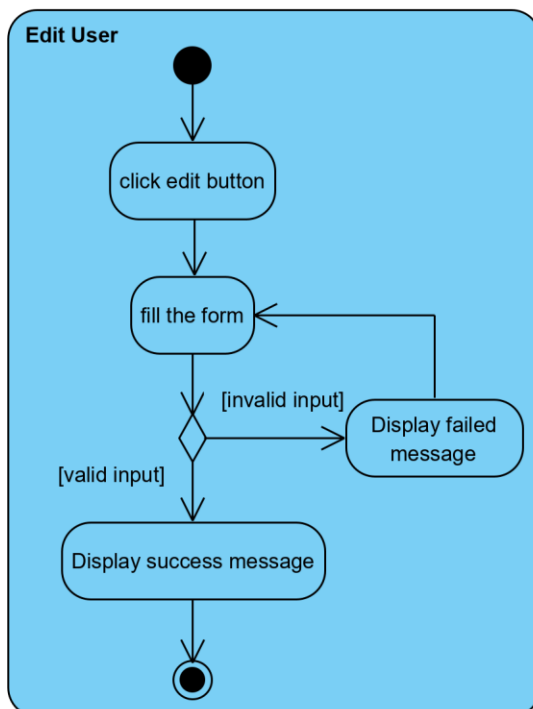 Edit User
click edit button
fill the form
[invalid input]
Display failed
message
[valid input]
Display success message